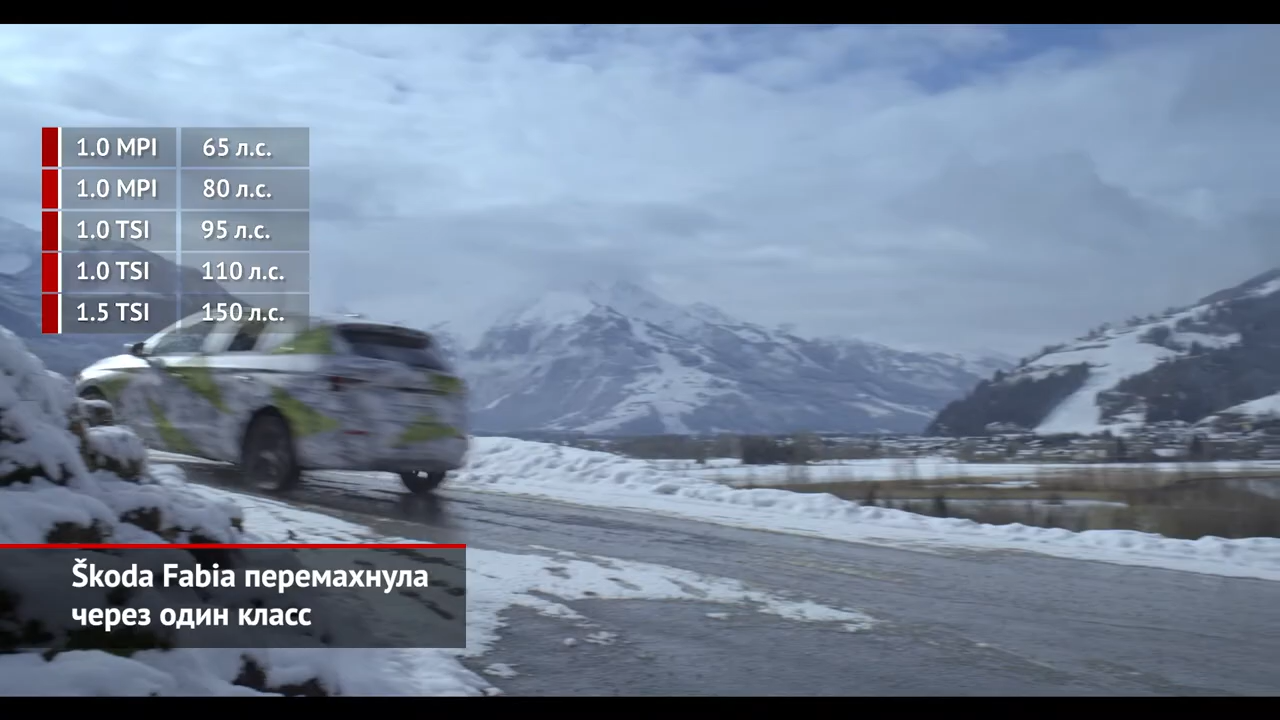 1.0 MPI 65 л.с.
1.0 MPI 80 л.с.
1.0 TSI 95 л.с.
1.0 TSI 110 л.с.
1.5 TSI 150 л.с.
Škoda Fabia перемахнула
через один класс